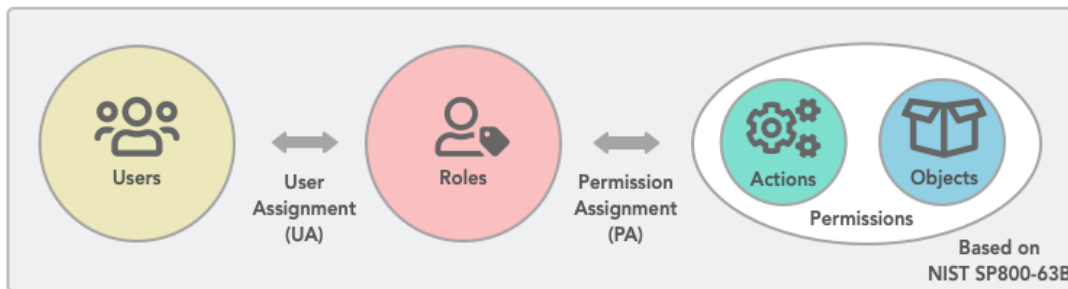 Users
User
Assignment
(UA)
Roles
Permission
Assignment
(PA)
Actions
Objects
Permissions
Based on
NIST SP800-63B